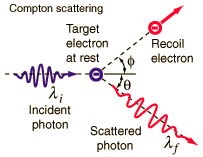 Compton scattering
Target
electron
at rest
Recoil
electron
ϕ
θ
λi
Incident
photon
Scattered
photon
λf